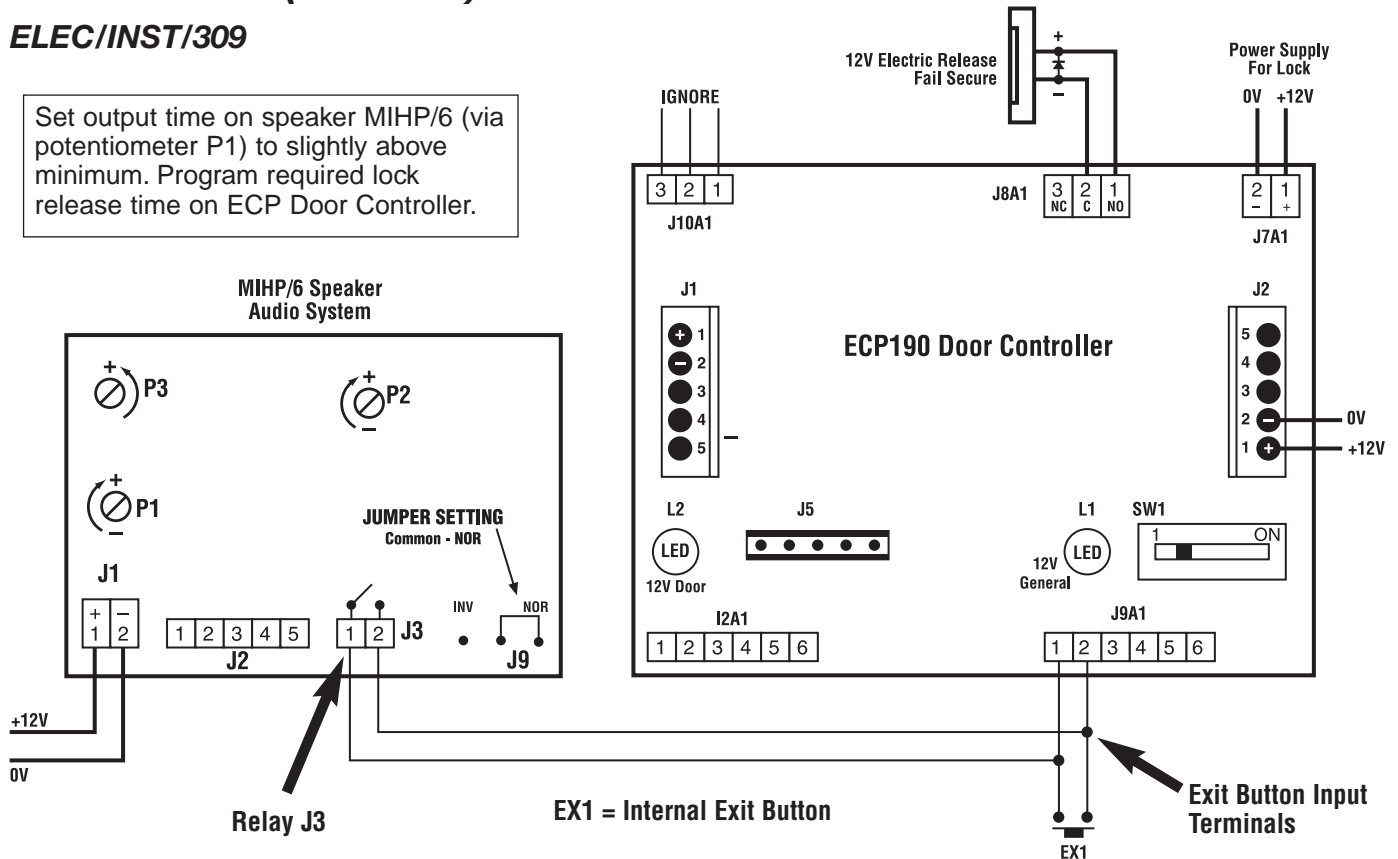 ELEC/INST/309
Set output time on speaker MIHP/6 (via
potentiometer P1) to slightly above
minimum. Program required lock
release time on ECP Door Controller.
12V Electric Release
Fail Secure
+
−
Power Supply
For Lock
0V +12V
IGNORE
3 2 1
J10A1
J8A1
3 2 1
NC C NO
2 1
− +
J7A1
MIHP/6 Speaker
Audio System
+
P3
+
P2
−
+
P1
−
JUMPER SETTING
Common - NOR
J1
+ −
1 2
1 2 3 4 5
J2
1 2
J3
INV NOR
J9
+12V
0V
Relay J3
ECP190 Door Controller
J1
+ 1
− 2
3
4
5
−
J2
5
4
3
2 −
1 +
0V
+12V
L2
LED
12V Door
J5
L1
LED
12V
General
SW1
1 ON
I2A1
1 2 3 4 5 6
J9A1
1 2 3 4 5 6
EX1 = Internal Exit Button
EX1
Exit Button Input
Terminals